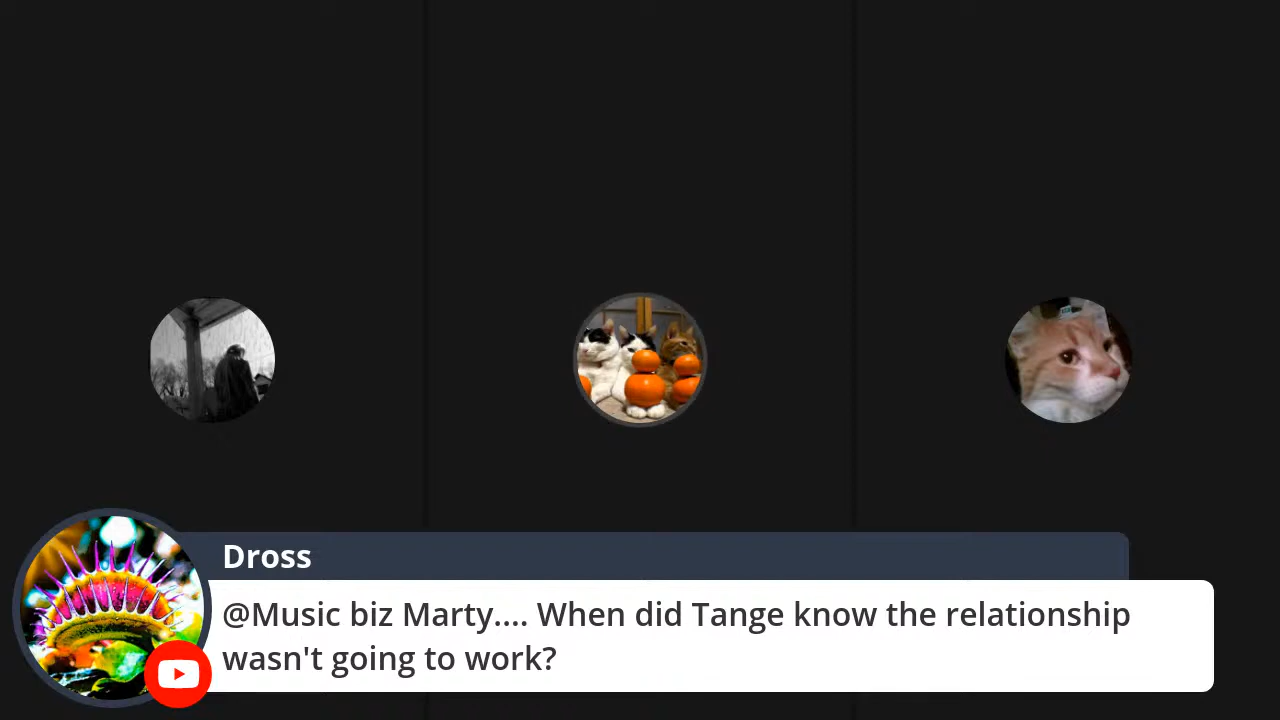 Dross
@Music biz Marty.... When did Tange know the relationship
wasn't going to work?